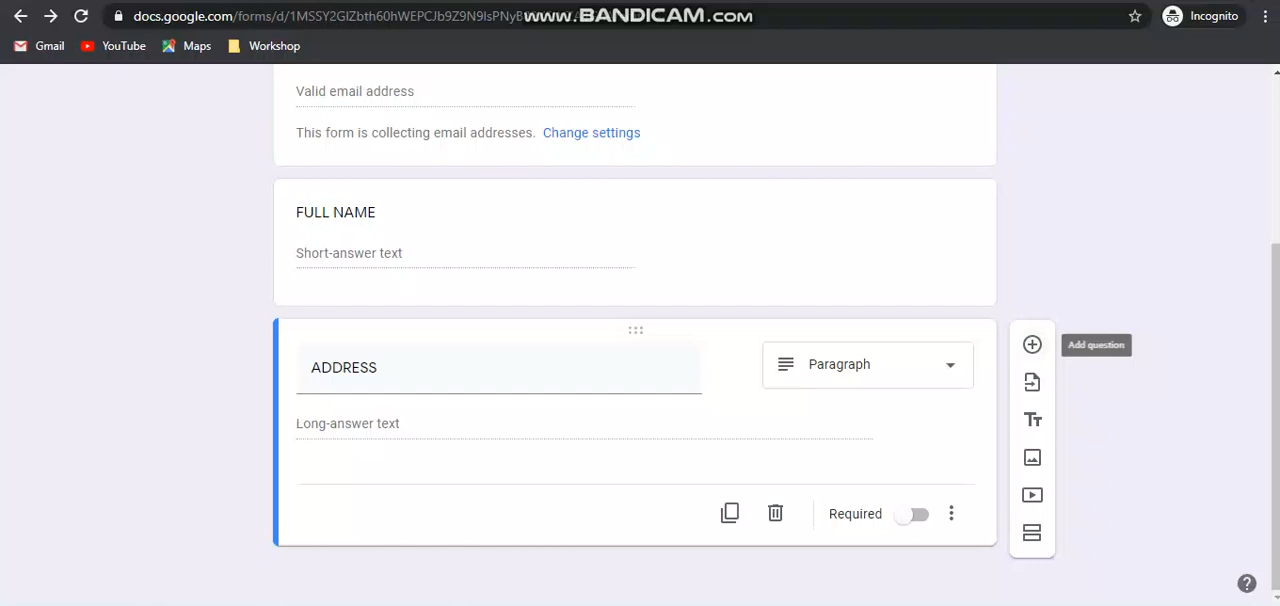 docs.google.com/forms/d/1MSSY2GIZbth60hWEPCJb9Z9N9IsPNyB
www.BANDICAM.com
Incognito
Gmail YouTube Maps Workshop
Valid email address
This form is collecting email addresses. Change settings
FULL NAME
Short-answer text
ADDRESS
Paragraph
Add question
Long-answer text
Required